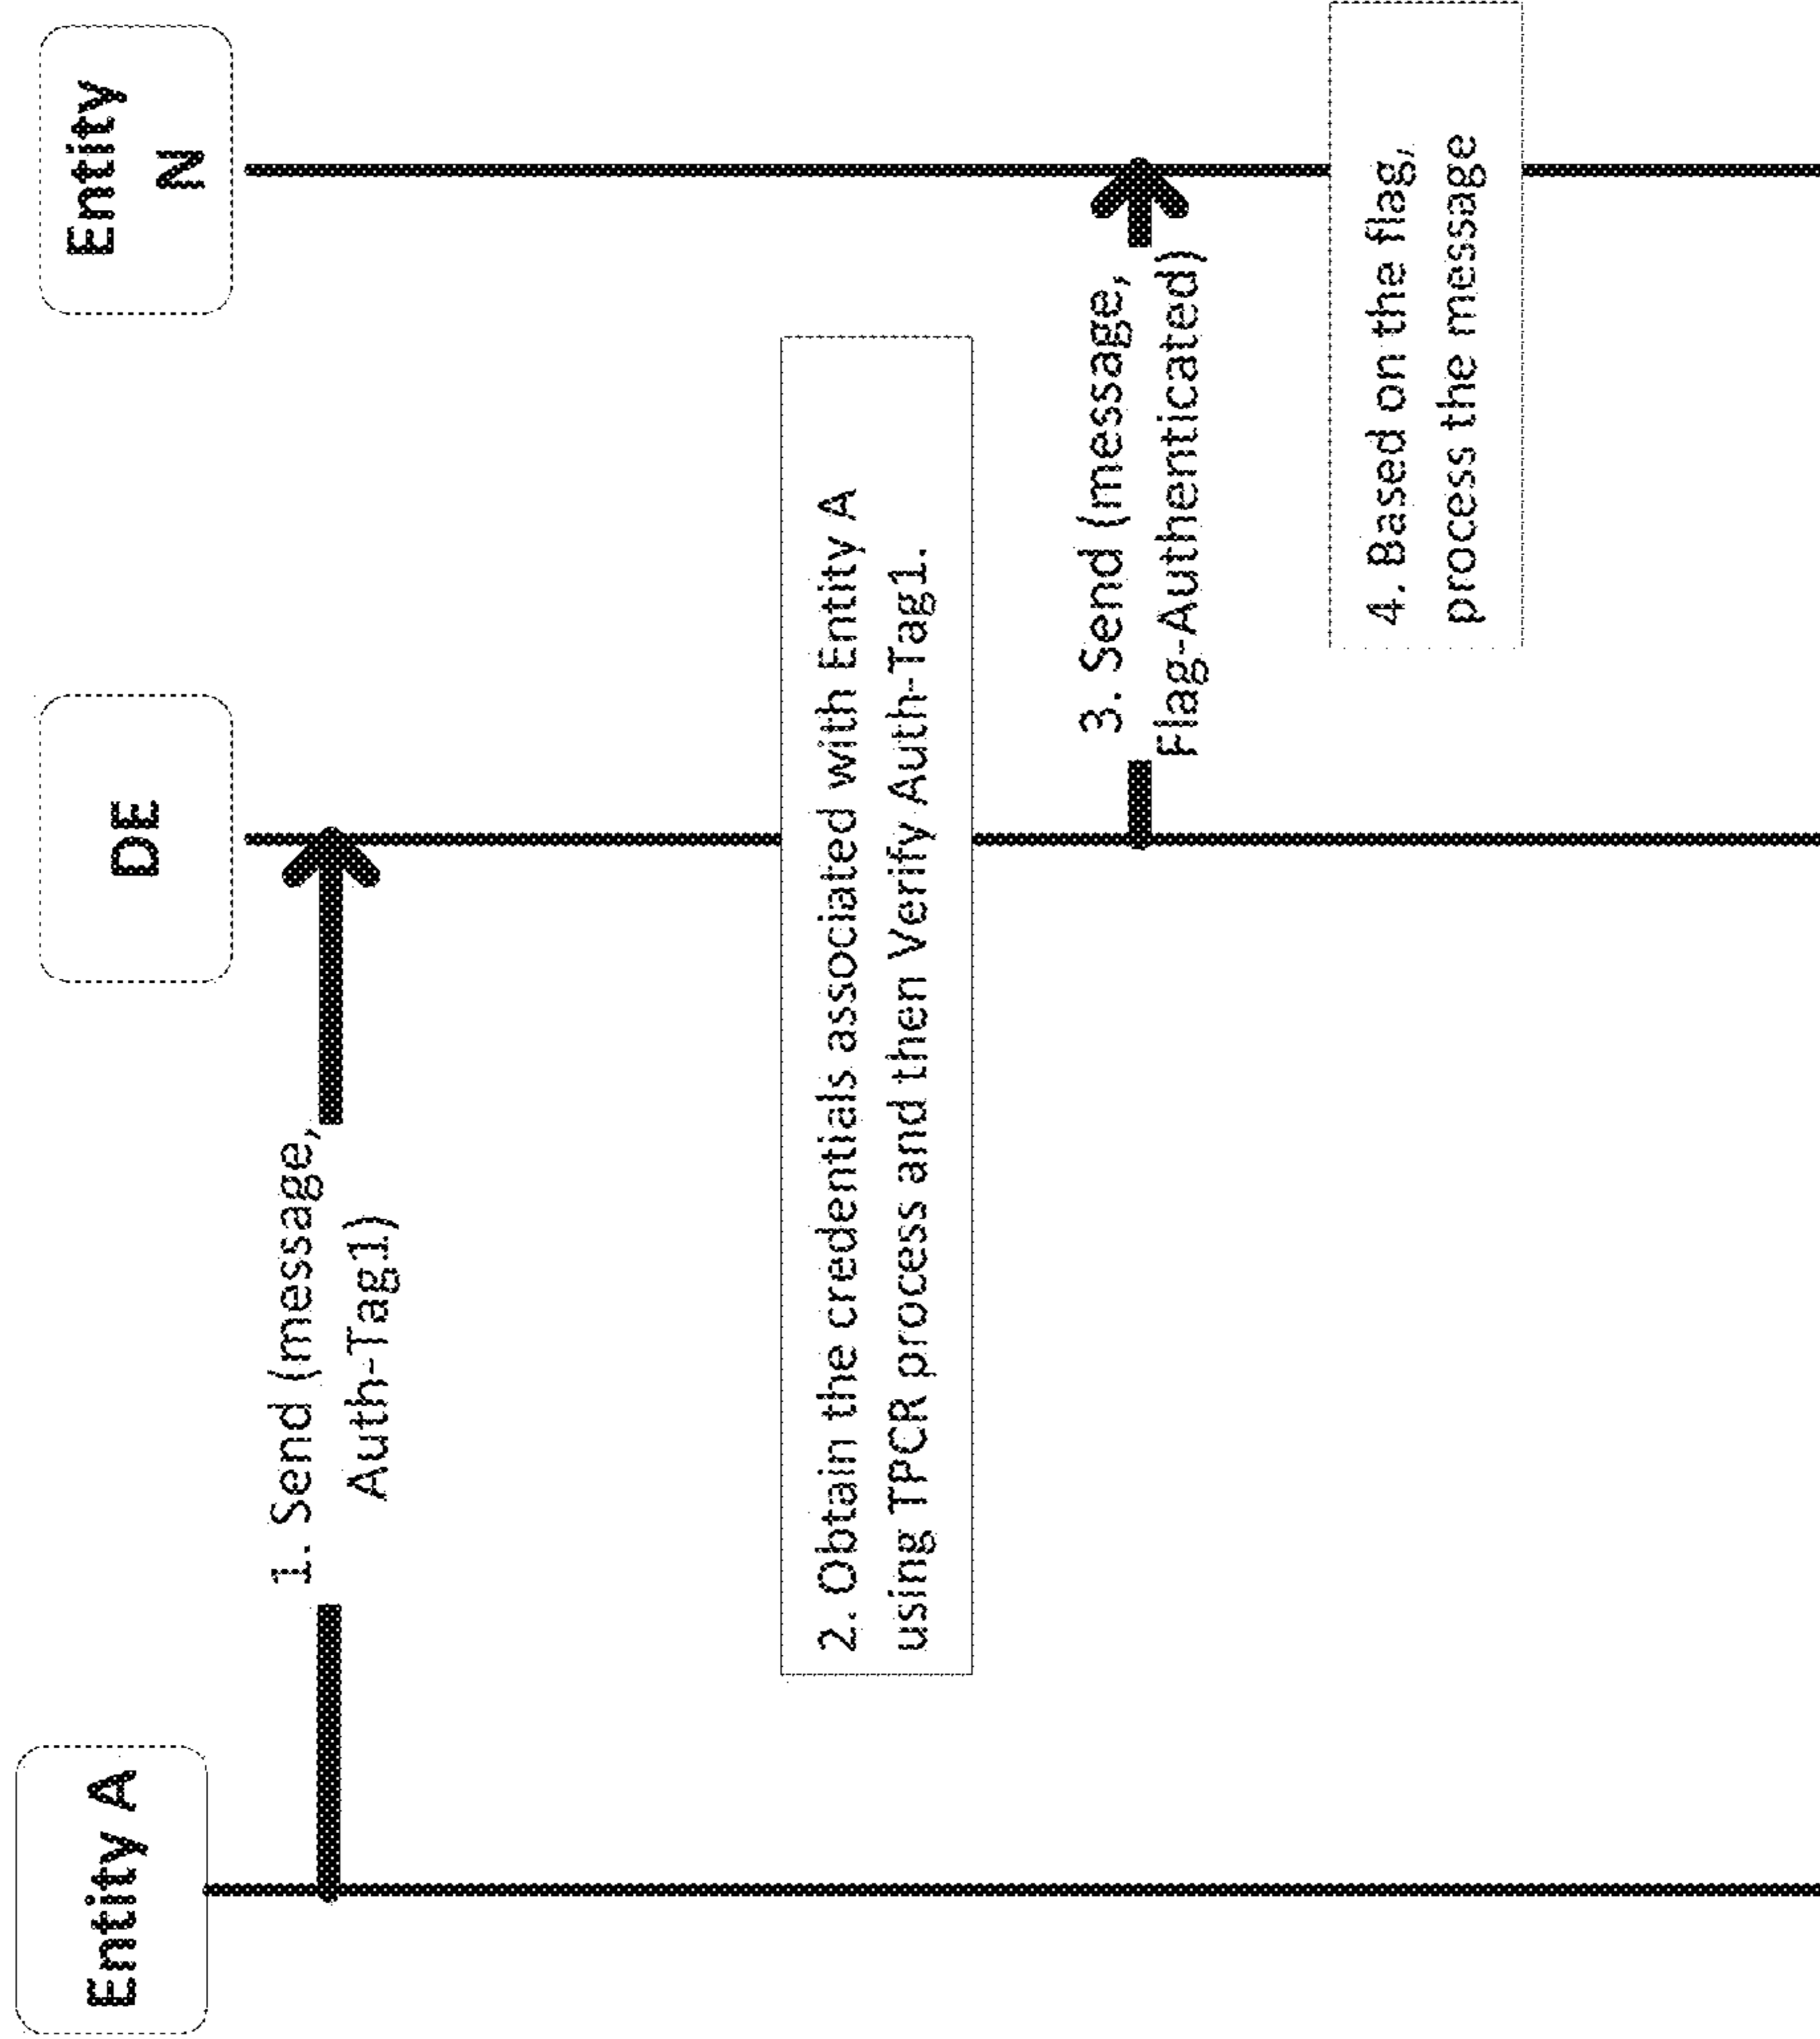 Entity A
DE
Entity
N
1. Send (message,
Auth-Tag1)
2. Obtain the credentials associated with Entity A
using TPCR process and then Verify Auth-Tag1.
3. Send (message,
Flag-Authenticated)
4. Based on the flag,
process the message